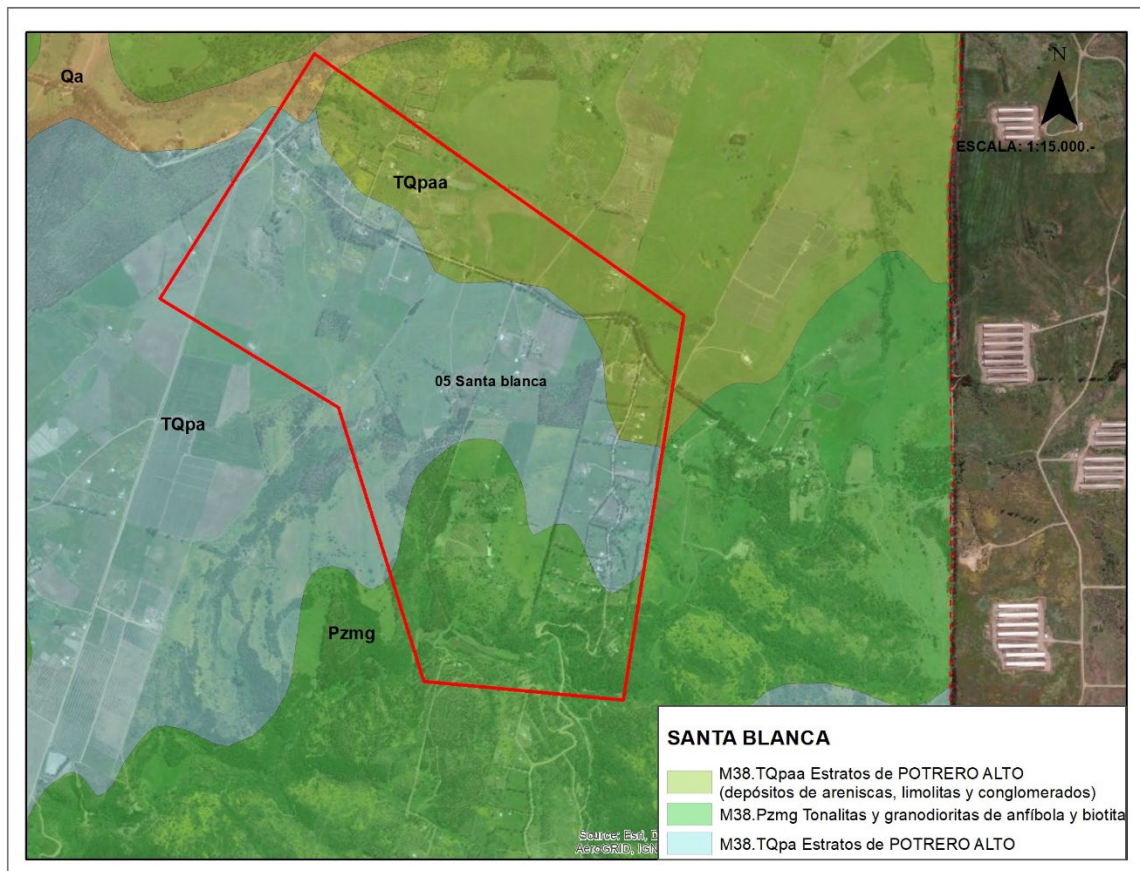 Qa
N
ESCALA: 1:15.000.-
TQpaa
05 Santa blanca
TQpa
Pzmg
SANTA BLANCA
M38.TQpaa Estratos de POTRERO ALTO
(depósitos de areniscas, limolitas y conglomerados)
M38.Pzmg Tonalitas y granodioritas de anfíbola y biotita
M38.TQpa Estratos de POTRERO ALTO
Source: Esri, D
AeroGRID, IGN